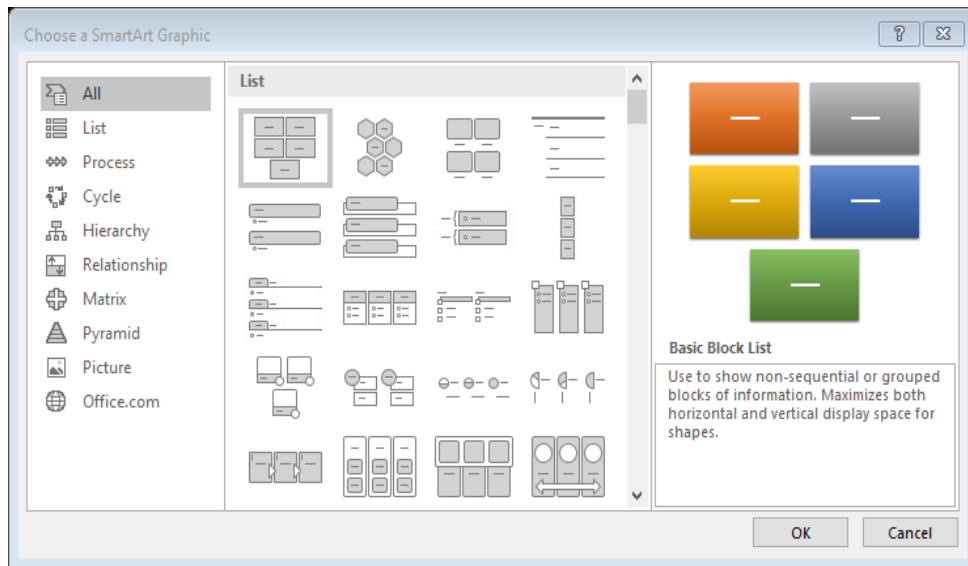 Choose a SmartArt Graphic
?
All
List
Process
Cycle
Hierarchy
Relationship
Matrix
Pyramid
Picture
Office.com
List
Basic Block List
Use to show non-sequential or grouped
blocks of information. Maximizes both
horizontal and vertical display space for
shapes.
OK
Cancel